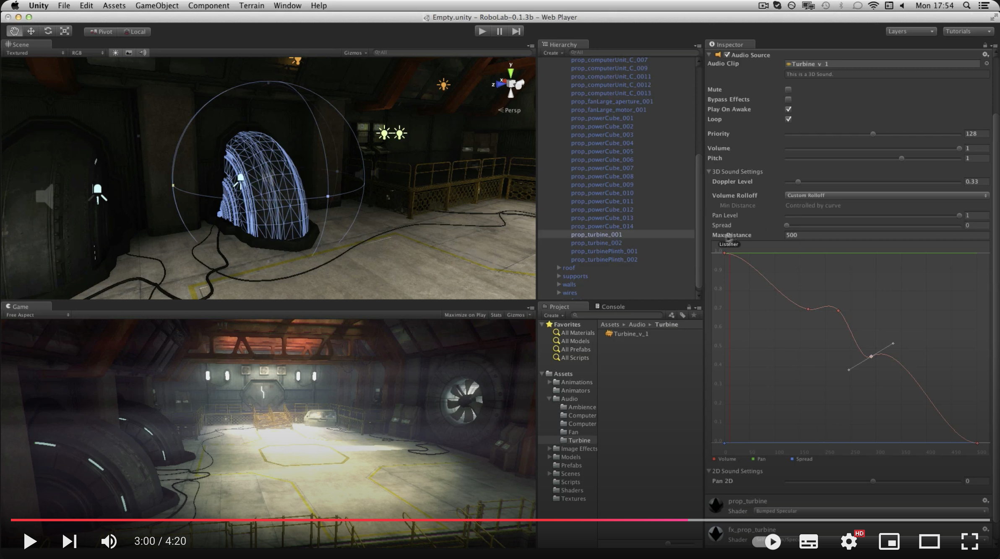 Unity File Edit Assets GameObject Component Terrain Window Help Mon 17:54
Empty.unity – RoboLab-0.1.3b – Web Player
Pivot Local Layers Tutorials
Scene
Textured RGB Gizmos All
y
x
z
Persp
Game
Free Aspect Maximize on Play Stats Gizmos
Hierarchy
Create All
prop_computerUnit_C_007
prop_computerUnit_C_009
prop_computerUnit_C_0011
prop_computerUnit_C_0012
prop_computerUnit_C_0013
prop_fanLarge_aperture_001
prop_fanLarge_motor_001
prop_powerCube_001
prop_powerCube_002
prop_powerCube_003
prop_powerCube_004
prop_powerCube_005
prop_powerCube_006
prop_powerCube_007
prop_powerCube_008
prop_powerCube_009
prop_powerCube_010
prop_powerCube_011
prop_powerCube_012
prop_powerCube_013
prop_powerCube_014
prop_turbine_001
prop_turbine_002
prop_turbinePlinth_001
prop_turbinePlinth_002
roof
supports
walls
wires
Project Console
Create
Favorites
All Materials
All Models
All Prefabs
All Scripts
Assets
Animations
Animators
Audio
Ambience
Computer
Computer
Fan
Turbine
Image Effects
Models
Prefabs
Scenes
Scripts
Shaders
Textures
Assets Audio Turbine
Turbine_v_1
Inspector
Audio Source
Audio Clip Turbine_v_1
This is a 3D Sound.
Mute
Bypass Effects
Play On Awake
Loop
Priority 128
Volume 1
Pitch 1
3D Sound Settings
Doppler Level 0.33
Volume Rolloff Custom Rolloff
Min Distance Controlled by curve
Pan Level 1
Spread 0
Max Distance 500
Listener
1.0
0.9
0.8
0.7
0.6
0.5
0.4
0.3
0.2
0.1
0.0
0 50 100 150 200 250 300 350 400 450 500
Volume Pan Spread
2D Sound Settings
Pan 2D 0
prop_turbine
Shader Bumped Specular
fx_prop_turbine
Shader
3:00 / 4:20 HD